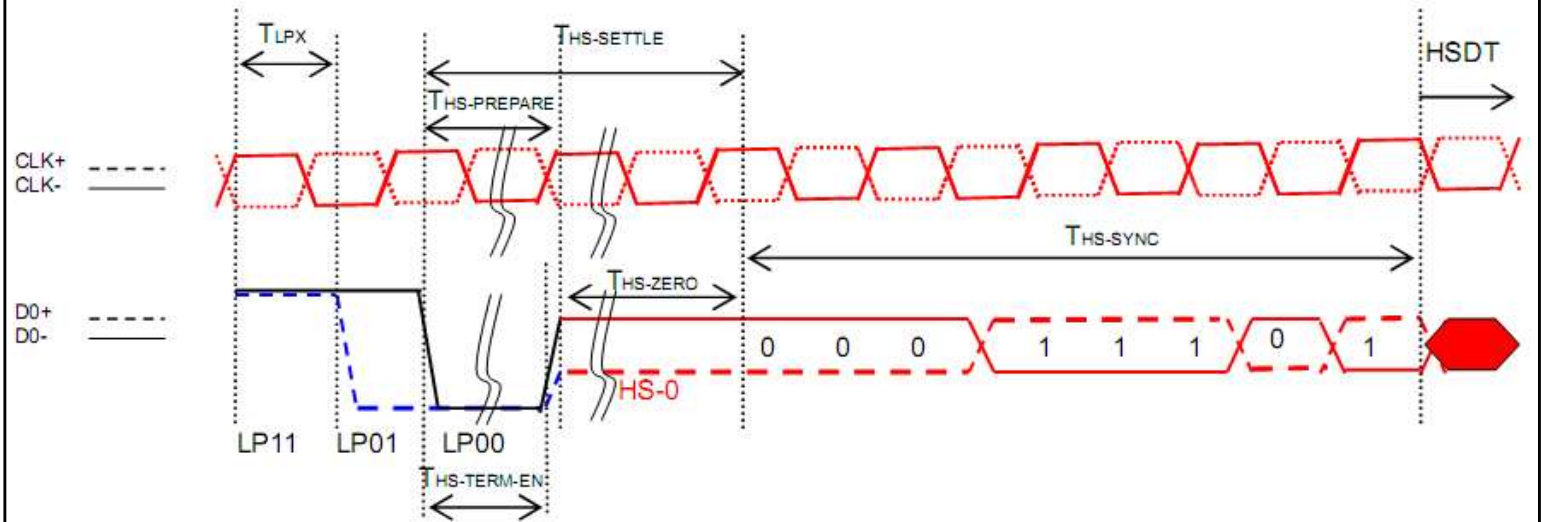 TLPX
THS-SETTLE
HSDT
THS-PREPARE
CLK+
CLK-
THS-SYNC
THS-ZERO
D0+
D0-
0 0 0 1 1 1 0 1
HS-0
LP11 LP01 LP00
THS-TERM-EN